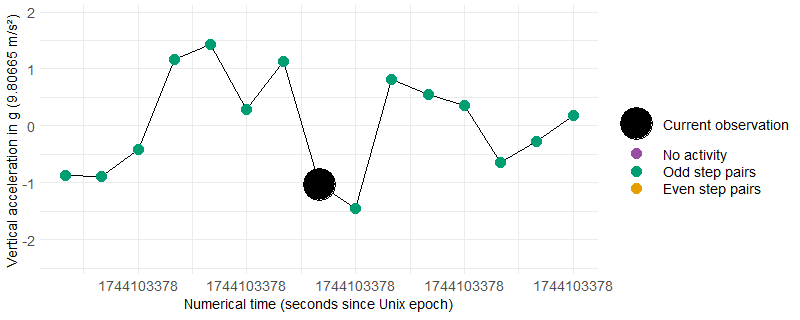 Vertical acceleration in g (9.80665 m/s²)
2
1
0
-1
-2
1744103378 1744103378 1744103378 1744103378 1744103378
Numerical time (seconds since Unix epoch)
Current observation
No activity
Odd step pairs
Even step pairs